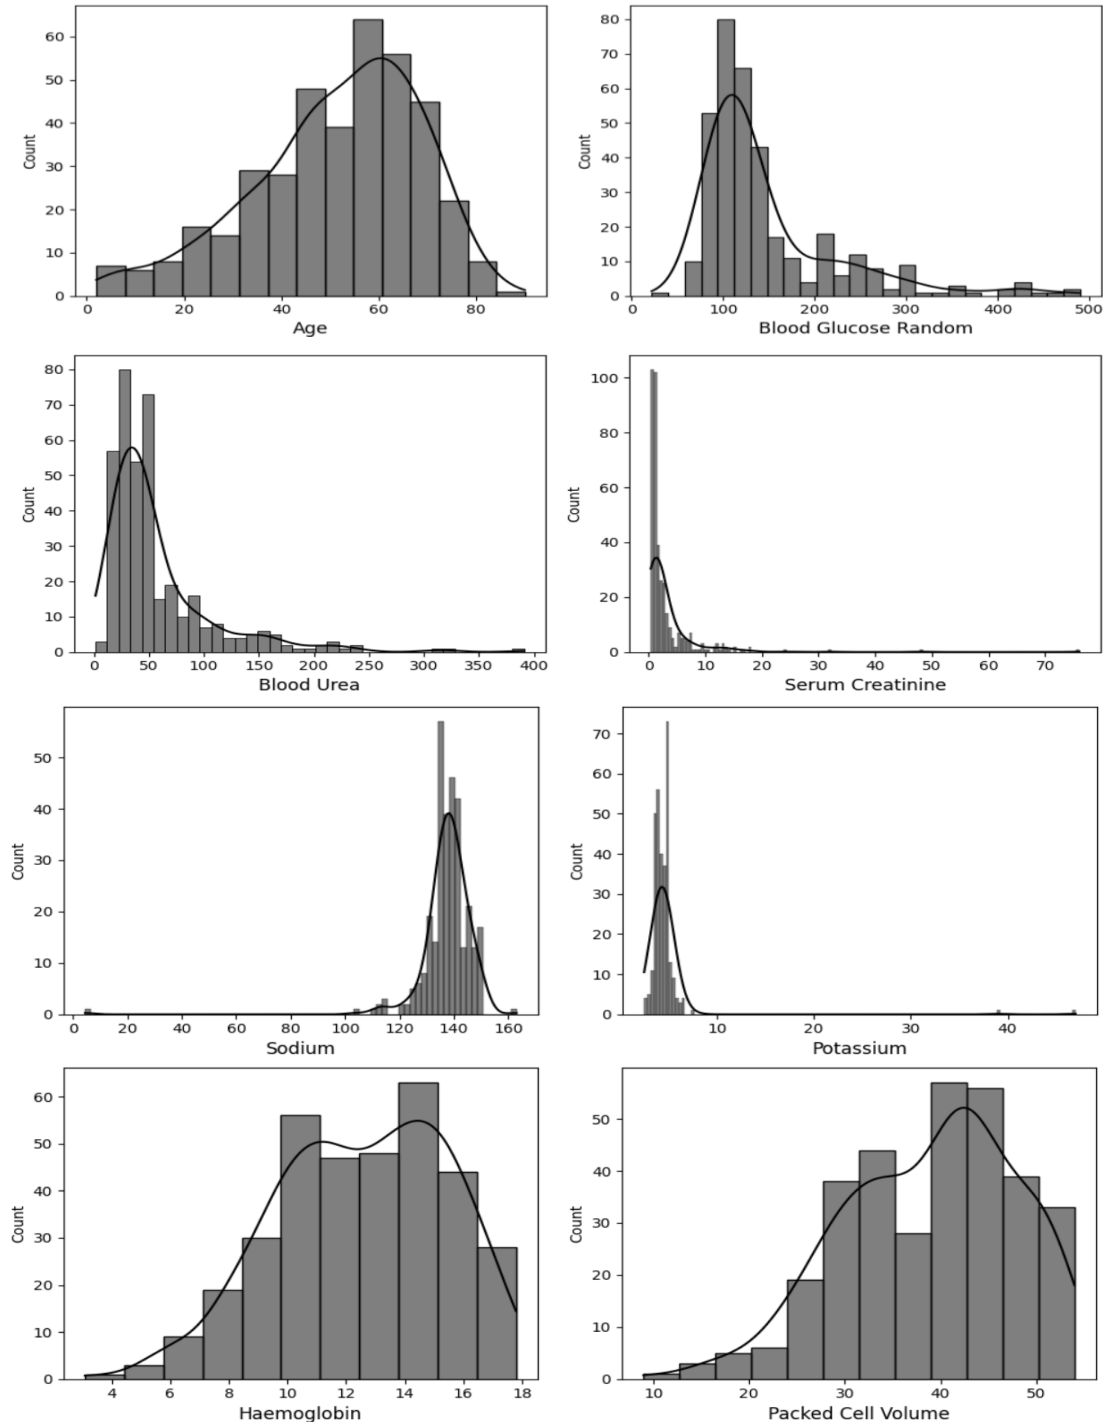 60
50
40
30
20
10
0
Count
0 20 40 60 80
Age
80
70
60
50
40
30
20
10
0
Count
0 100 200 300 400 500
Blood Glucose Random
80
70
60
50
40
30
20
10
0
Count
0 50 100 150 200 250 300 350 400
Blood Urea
100
80
60
40
20
0
Count
0 10 20 30 40 50 60 70
Serum Creatinine
50
40
30
20
10
0
Count
0 20 40 60 80 100 120 140 160
Sodium
70
60
50
40
30
20
10
0
Count
10 20 30 40
Potassium
60
50
40
30
20
10
0
Count
4 6 8 10 12 14 16 18
Haemoglobin
50
40
30
20
10
0
Count
10 20 30 40 50
Packed Cell Volume